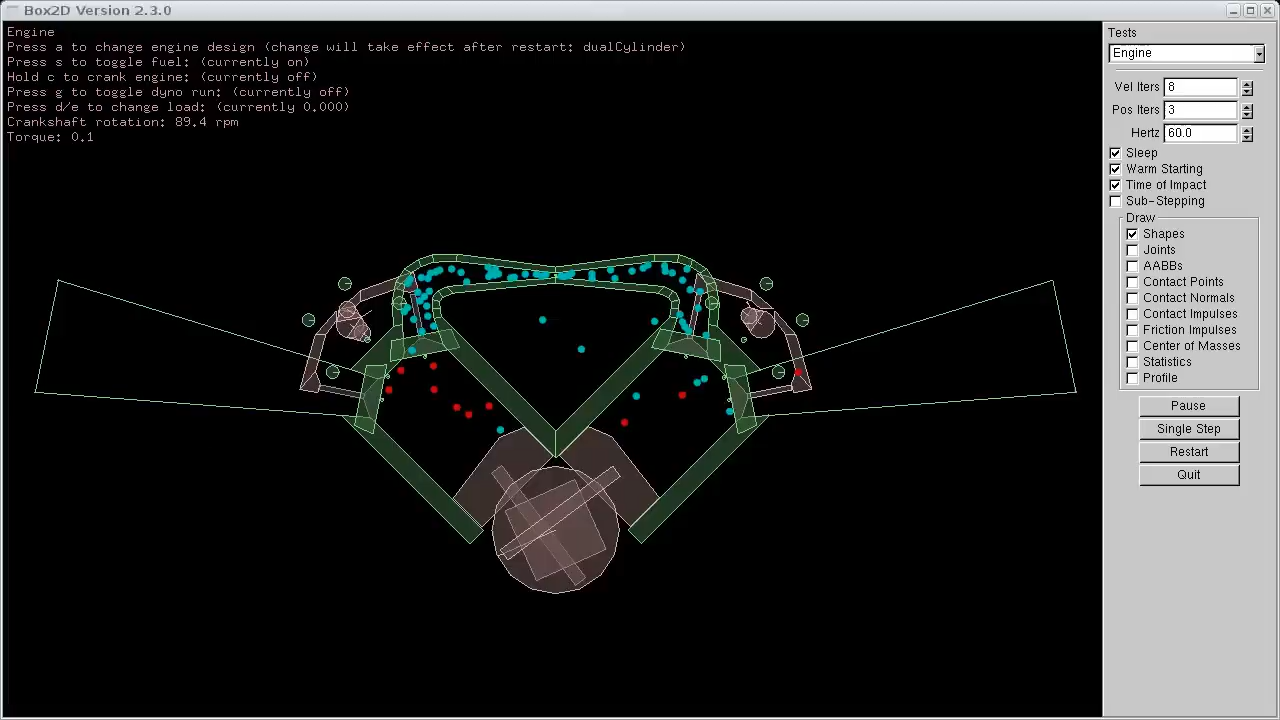 Box2D Version 2.3.0
Engine
Press a to change engine design (change will take effect after restart: dualCylinder)
Press s to toggle fuel: (currently on)
Hold c to crank engine: (currently off)
Press g to toggle dyno run: (currently off)
Press d/e to change load: (currently 0.000)
Crankshaft rotation: 89.4 rpm
Torque: 0.1
Tests
Engine
Vel Iters 8
Pos Iters 3
Hertz 60.0
Sleep
Warm Starting
Time of Impact
Sub-Stepping
Draw
Shapes
Joints
AABBs
Contact Points
Contact Normals
Contact Impulses
Friction Impulses
Center of Masses
Statistics
Profile
Pause
Single Step
Restart
Quit